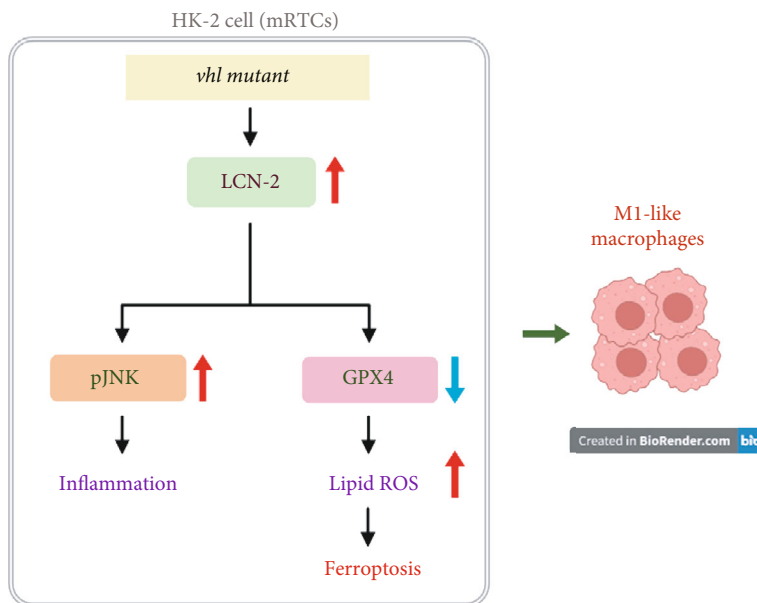 HK-2 cell (mRTCs)
vhl mutant
LCN-2
pJNK
GPX4
Inflammation
Lipid ROS
Ferroptosis
M1-like
macrophages
Created in BioRender.com bio